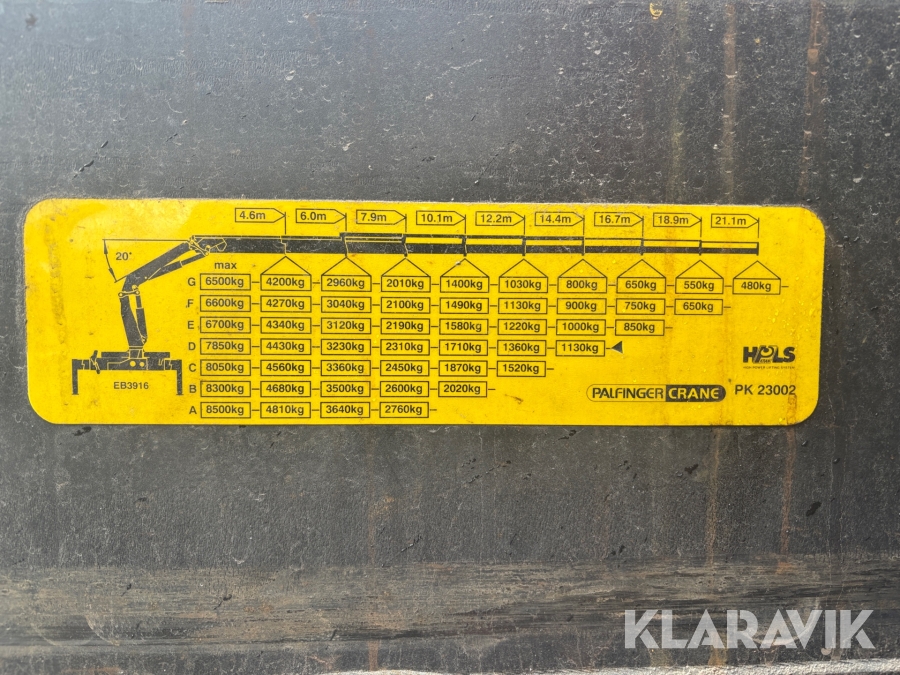 4.6m 6.0m 7.9m 10.1m 12.2m 14.4m 16.7m 18.9m 21.1m
20°
max
G 6500kg 4200kg 2960kg 2010kg 1400kg 1030kg 800kg 650kg 550kg 480kg
F 6600kg 4270kg 3040kg 2100kg 1490kg 1130kg 900kg 750kg 650kg
E 6700kg 4340kg 3120kg 2190kg 1580kg 1220kg 1000kg 850kg
D 7850kg 4430kg 3230kg 2310kg 1710kg 1360kg 1130kg
C 8050kg 4560kg 3360kg 2450kg 1870kg 1520kg
B 8300kg 4680kg 3500kg 2600kg 2020kg
A 8500kg 4810kg 3640kg 2760kg
EB3916
HPLS
HIGH POWER LIFTING SYSTEM
PALFINGER CRANE PK 23002
KLARAVIK